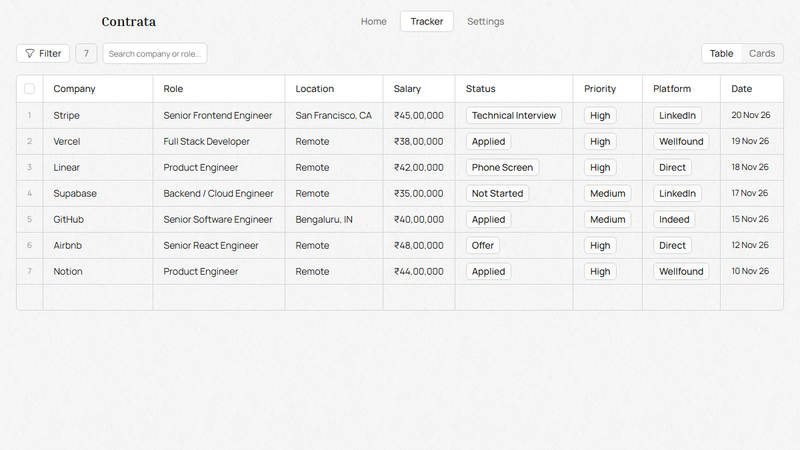 Contrata Home Tracker Settings
Filter 7 Search company or role... Table Cards
Company Role Location Salary Status Priority Platform Date
1 Stripe Senior Frontend Engineer San Francisco, CA ₹45,00,000 Technical Interview High LinkedIn 20 Nov 26
2 Vercel Full Stack Developer Remote ₹38,00,000 Applied High Wellfound 19 Nov 26
3 Linear Product Engineer Remote ₹42,00,000 Phone Screen High Direct 18 Nov 26
4 Supabase Backend / Cloud Engineer Remote ₹35,00,000 Not Started Medium LinkedIn 17 Nov 26
5 GitHub Senior Software Engineer Bengaluru, IN ₹40,00,000 Applied Medium Indeed 15 Nov 26
6 Airbnb Senior React Engineer Remote ₹48,00,000 Offer High Direct 12 Nov 26
7 Notion Product Engineer Remote ₹44,00,000 Applied High Wellfound 10 Nov 26